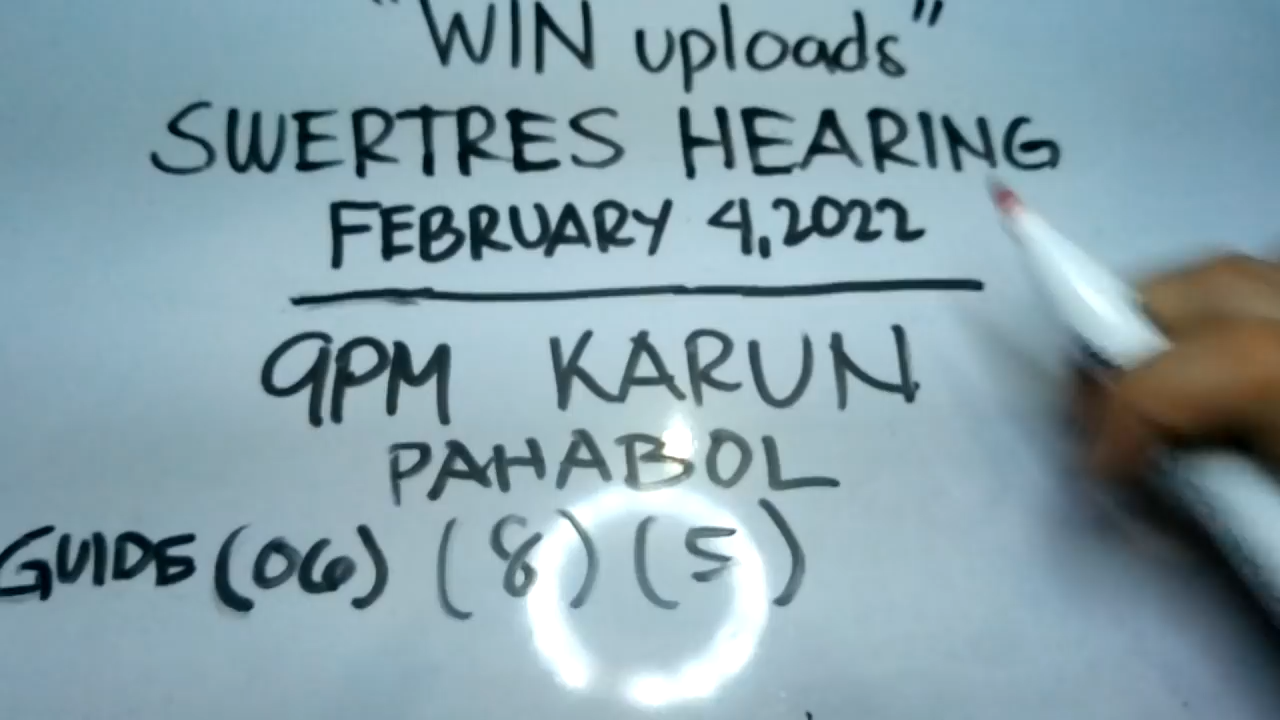 "WIN uploads"
SWERTRES HEARING
FEBRUARY 4, 2022
9PM KARUN
PAHABOL
GUIDE (06) (8) (5)